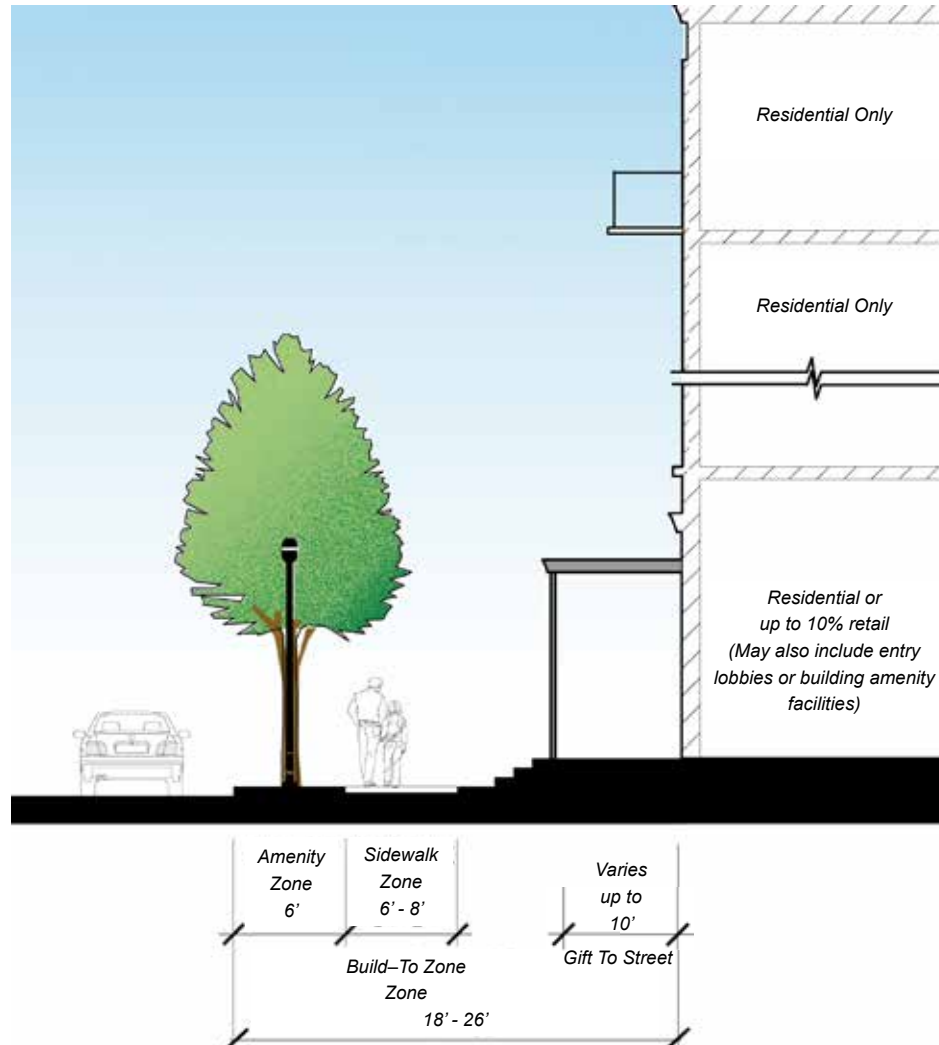 Residential Only
Residential Only
Residential or
up to 10% retail
(May also include entry
lobbies or building amenity
facilities)
Amenity
Zone
6’
Sidewalk
Zone
6’ - 8’
Varies
up to
10’
Gift To Street
Build–To Zone
Zone
18’ - 26’